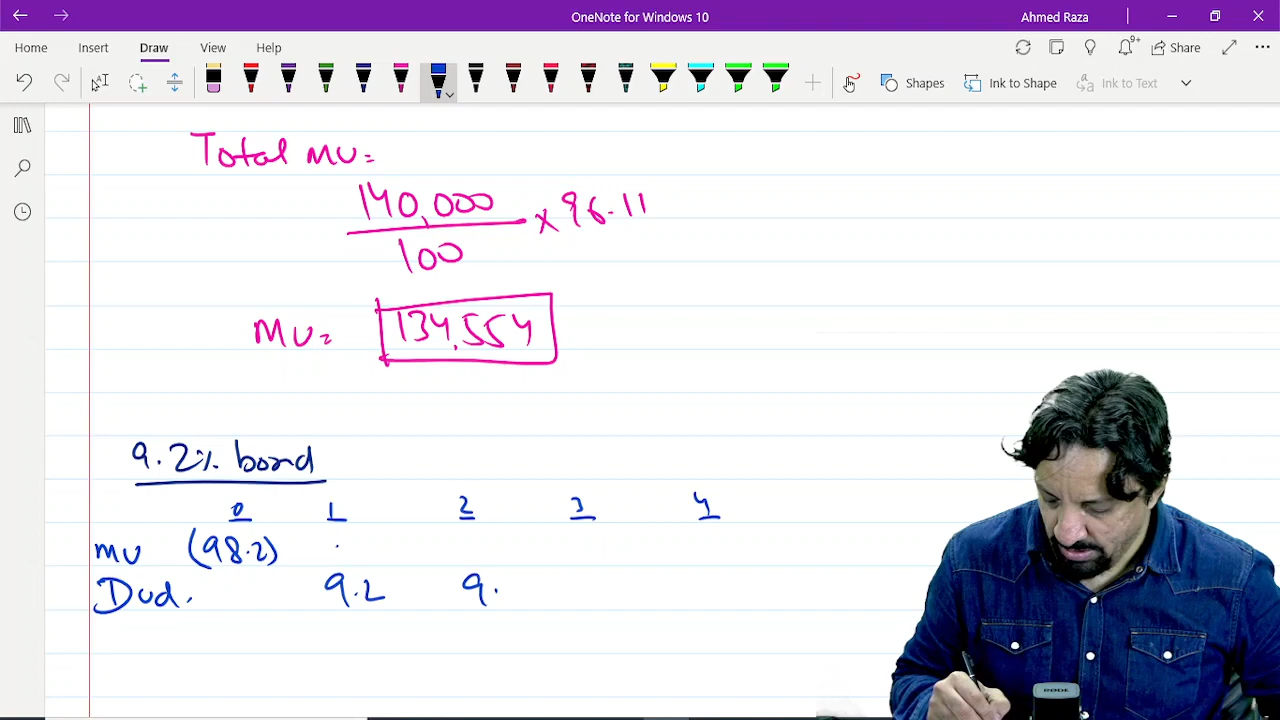 OneNote for Windows 10
Ahmed Raza
Home Insert Draw View Help
9+
Share
Shapes
Ink to Shape
Ink to Text
Total MV=
140,000
100
× 96.11
MV= 134,554
9.2% bond
0 1 2 3 4
MV (98.2)
Dvd. 9.2 9.
RØDE